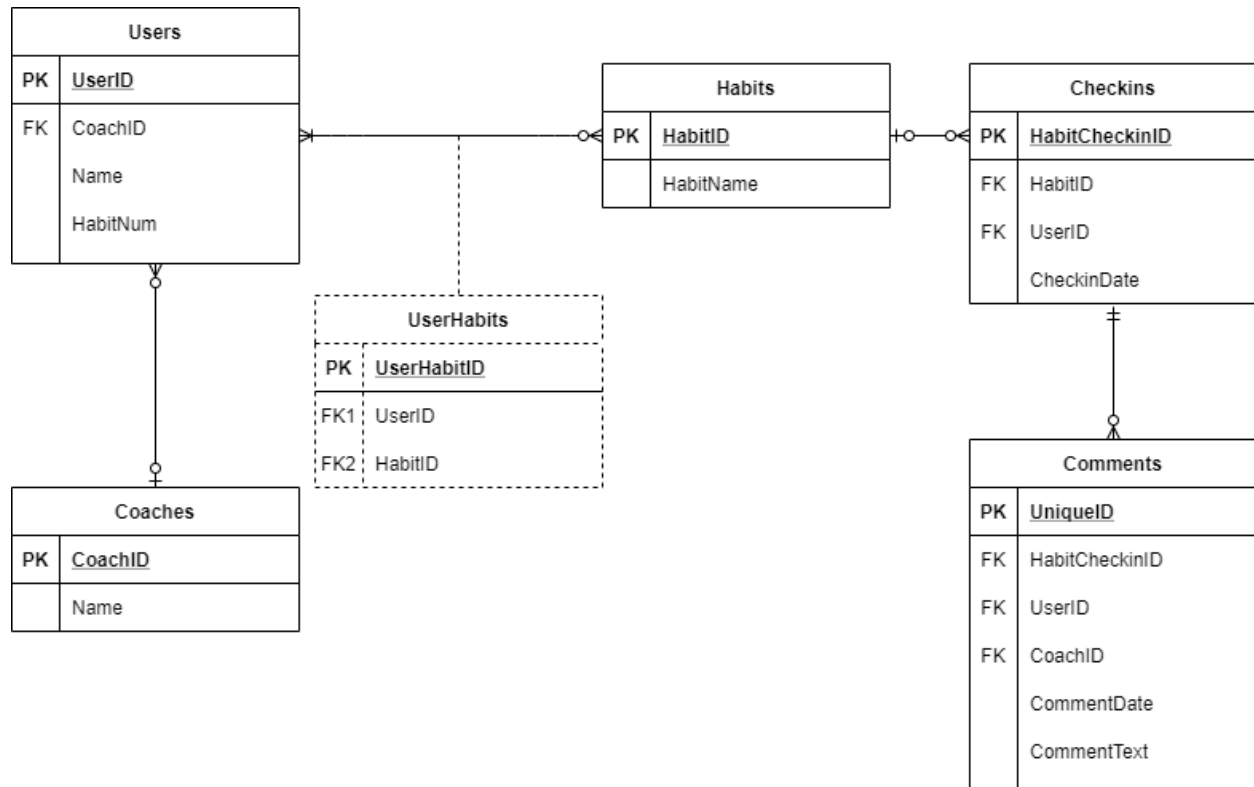 Users
PK UserID
FK CoachID
Name
HabitNum
Habits
PK HabitID
HabitName
Checkins
PK HabitCheckinID
FK HabitID
FK UserID
CheckinDate
UserHabits
PK UserHabitID
FK1 UserID
FK2 HabitID
Coaches
PK CoachID
Name
Comments
PK UniqueID
FK HabitCheckinID
FK UserID
FK CoachID
CommentDate
CommentText